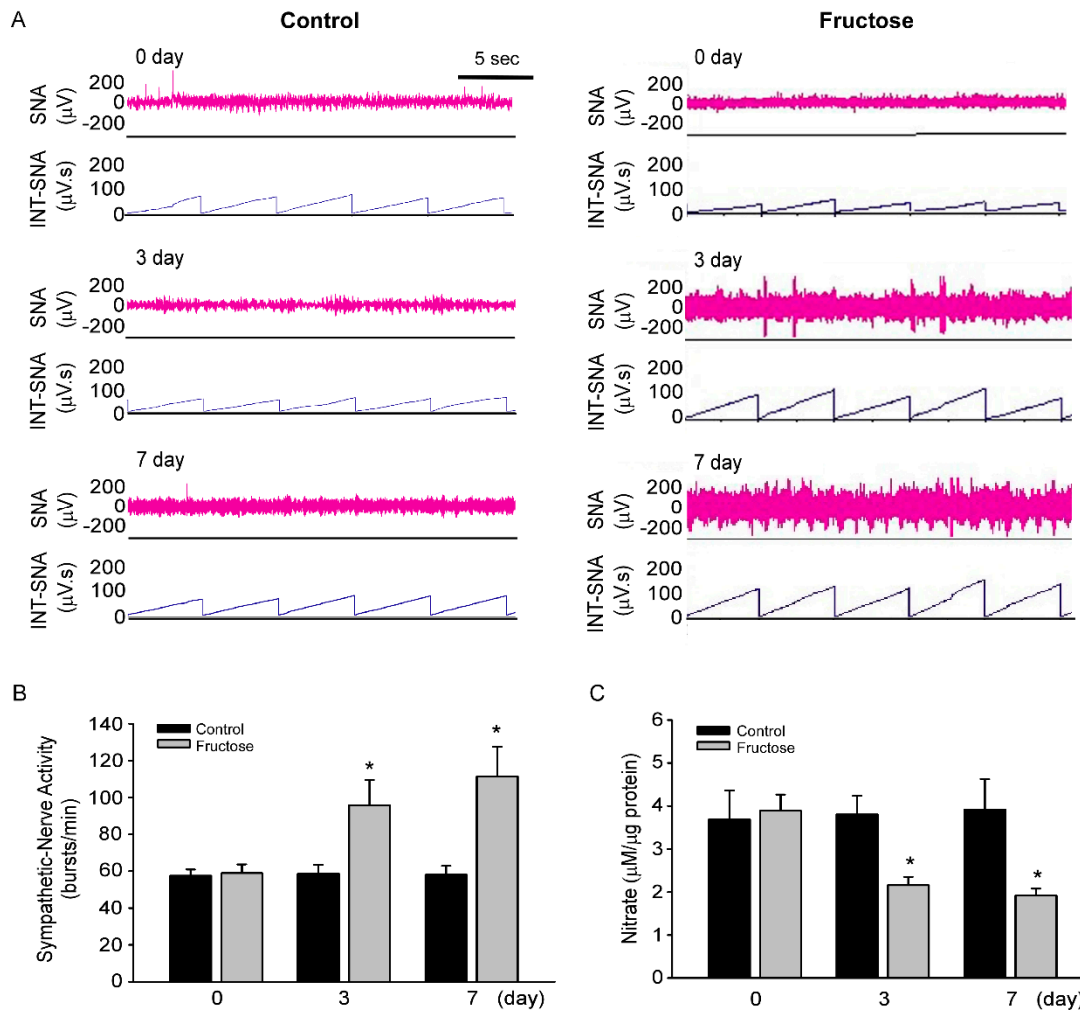 A
Control
Fructose
0 day
5 sec
0 day
SNA
(µV)
200
0
-200
SNA
(µV)
200
0
-200
INT-SNA
(µV.s)
200
100
0
INT-SNA
(µV.s)
200
100
0
3 day
3 day
SNA
(µV)
200
0
-200
SNA
(µV)
200
0
-200
INT-SNA
(µV.s)
200
100
0
INT-SNA
(µV.s)
200
100
0
7 day
7 day
SNA
(µV)
200
0
-200
SNA
(µV)
200
0
-200
INT-SNA
(µV.s)
200
100
0
INT-SNA
(µV.s)
200
100
0
B
Sympathetic-Nerve Activity
(bursts/min)
140
120
100
80
60
40
20
0
Control
Fructose
*
*
0 3 7 (day)
C
Nitrate (µM/µg protein)
6
5
4
3
2
1
0
Control
Fructose
*
*
0 3 7 (day)